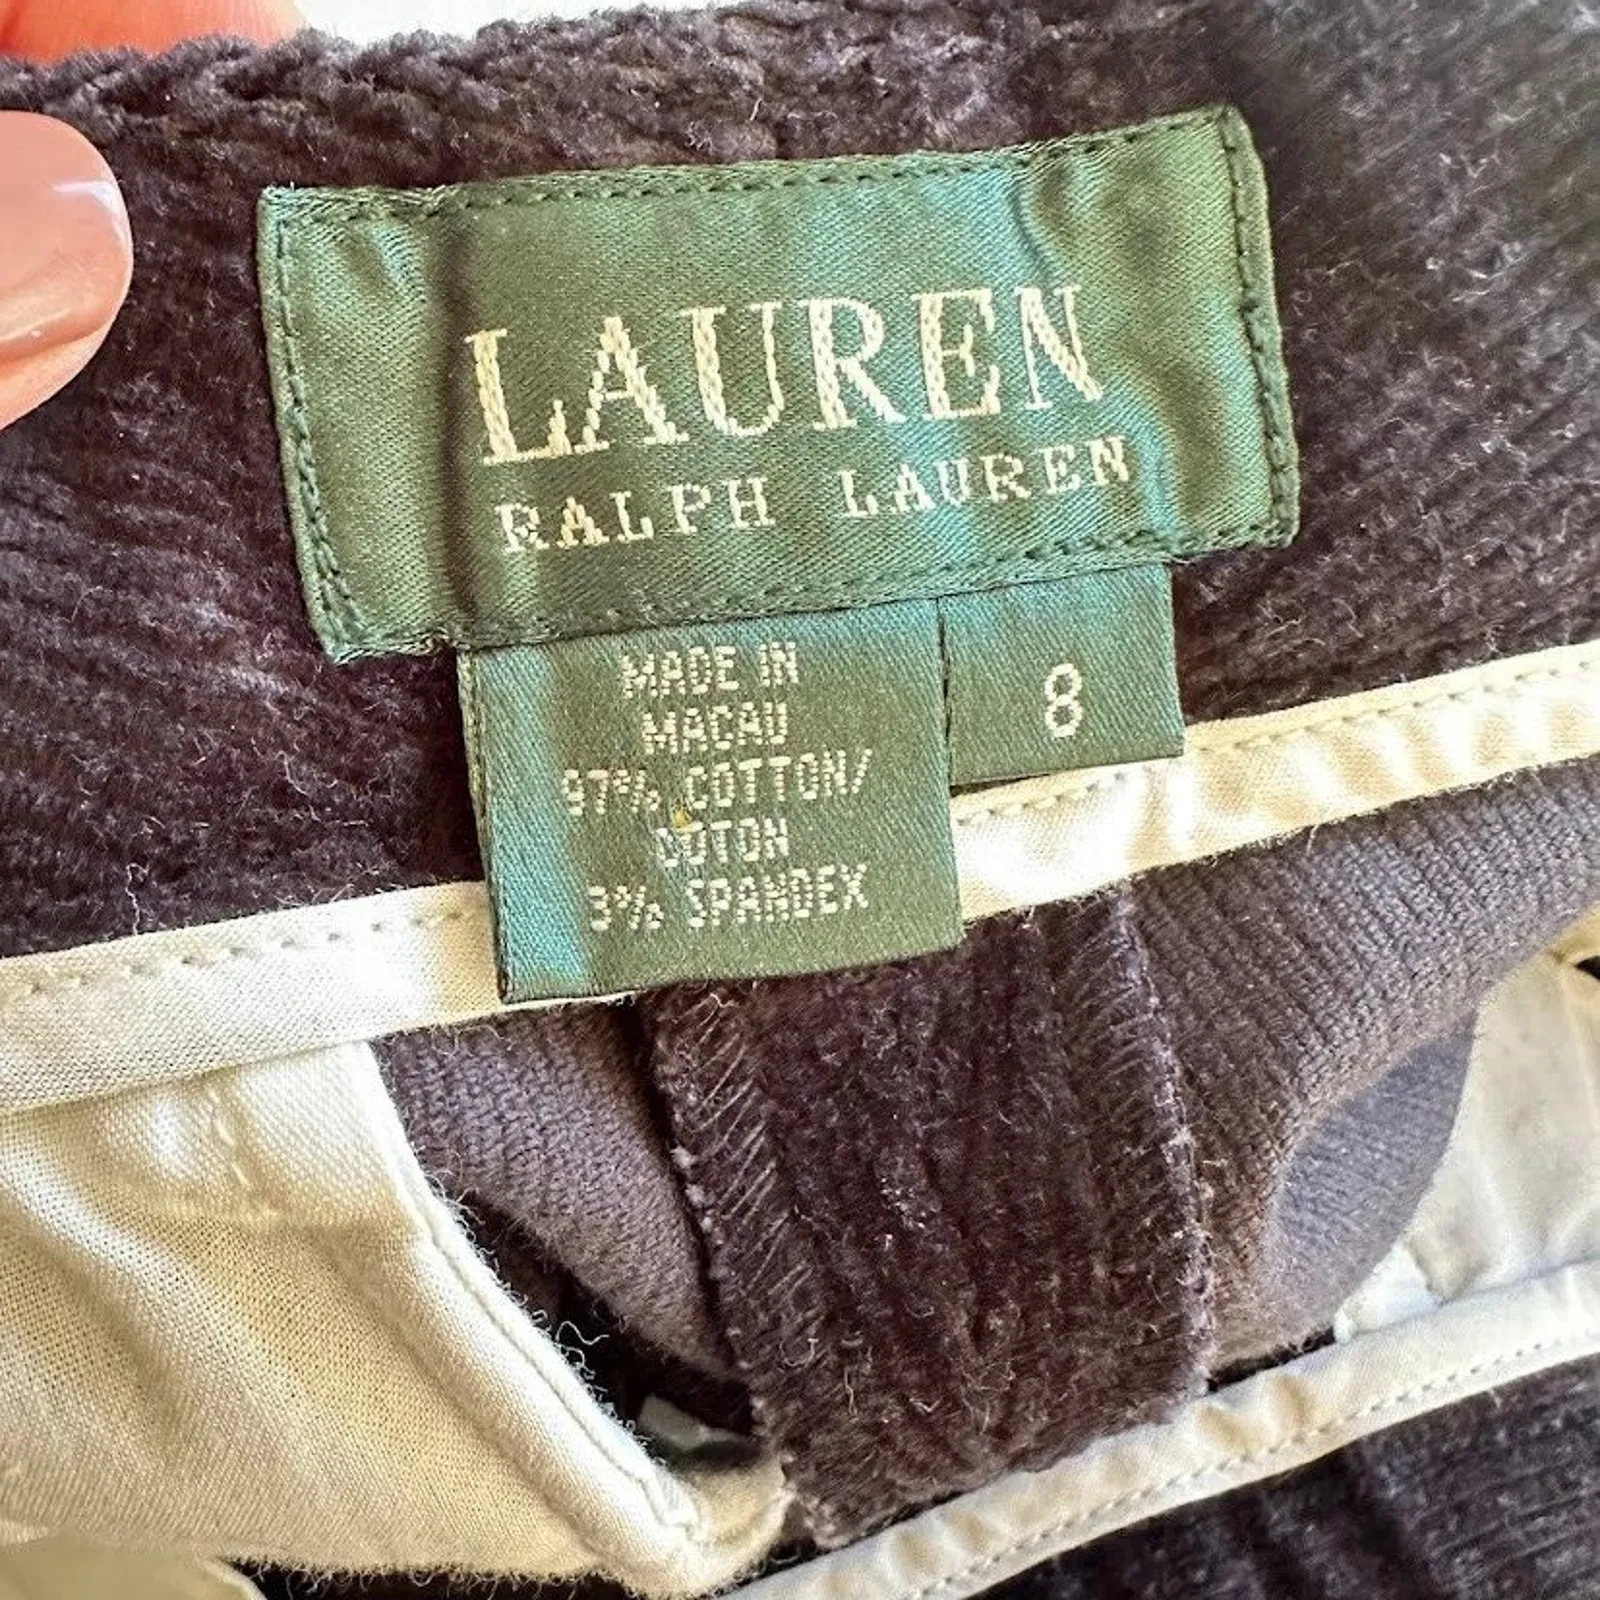 LAUREN
RALPH LAUREN
MADE IN
MACAU
97% COTTON/
COTON
3% SPANDEX
8